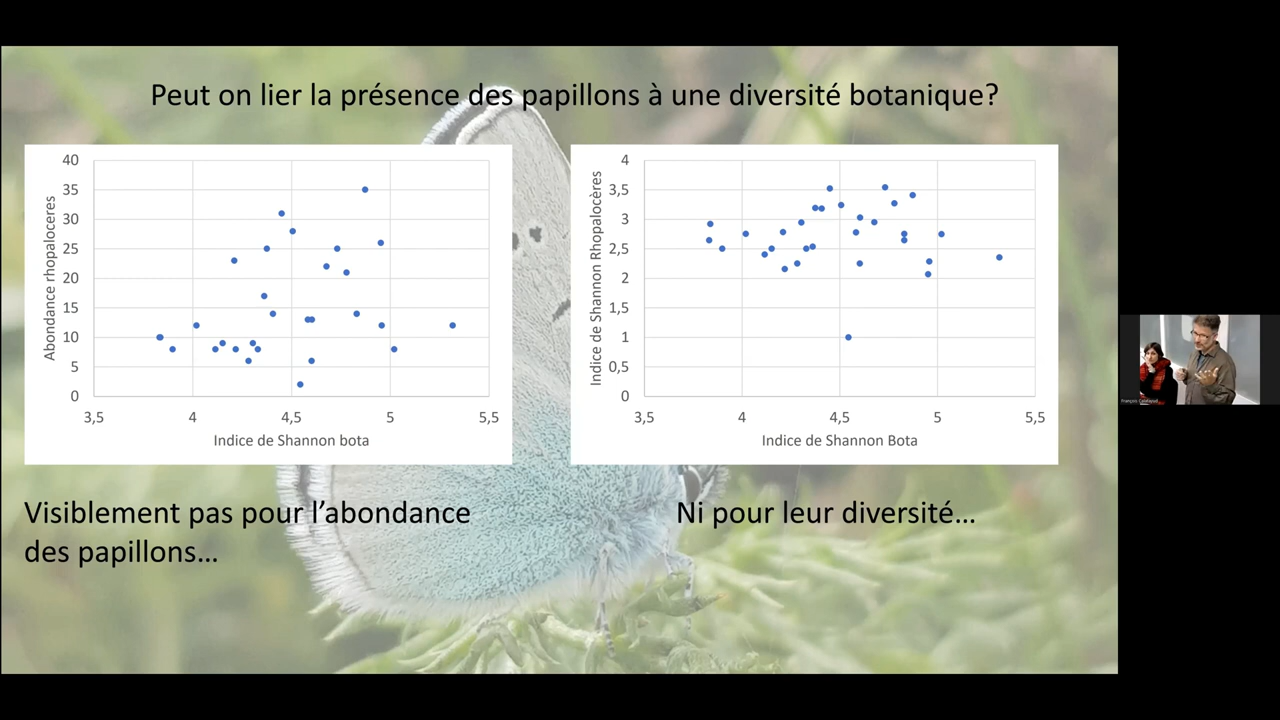 Peut on lier la présence des papillons à une diversité botanique?
40
35
30
25
20
15
10
5
0
Abondance rhopaloceres
3,5 4 4,5 5 5,5
Indice de Shannon bota
4
3,5
3
2,5
2
1,5
1
0,5
0
Indice de Shannon Rhopalocères
3,5 4 4,5 5 5,5
Indice de Shannon Bota
Visiblement pas pour l’abondance
des papillons…
Ni pour leur diversité…
François